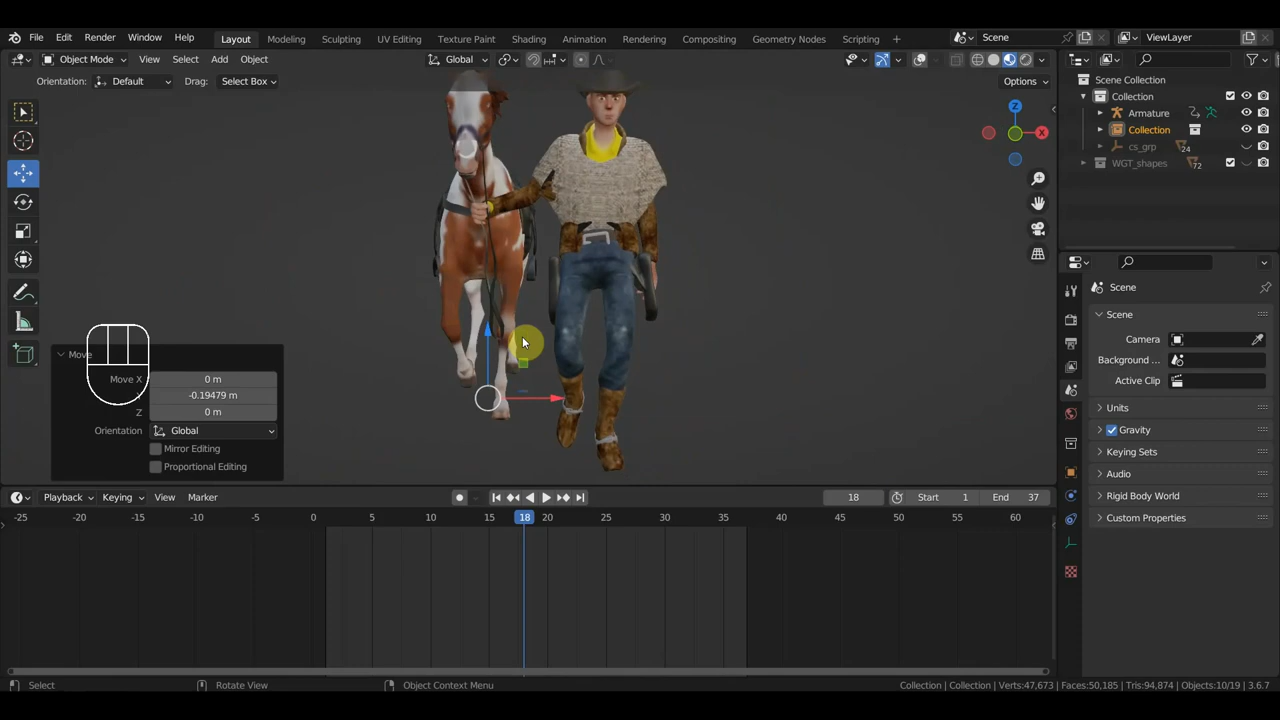 File Edit Render Window Help Layout Modeling Sculpting UV Editing Texture Paint Shading Animation Rendering Compositing Geometry Nodes Scripting + Scene ViewLayer
Object Mode View Select Add Object Global
Orientation: Default Drag: Select Box Options
Scene Collection
Collection
Armature
Collection
cs_grp 24
WGT_shapes 72
Z
X
Scene
Scene
Camera
Background ...
Active Clip
Units
Gravity
Keying Sets
Audio
Rigid Body World
Custom Properties
Move
Move X 0 m
-0.19479 m
Z 0 m
Orientation Global
Mirror Editing
Proportional Editing
Playback Keying View Marker 18 Start 1 End 37
-25 -20 -15 -10 -5 0 5 10 15 18 20 25 30 35 40 45 50 55 60
Select Rotate View Object Context Menu Collection | Collection | Verts:47,673 | Faces:50,185 | Tris:94,874 | Objects:10/19 | 3.6.7